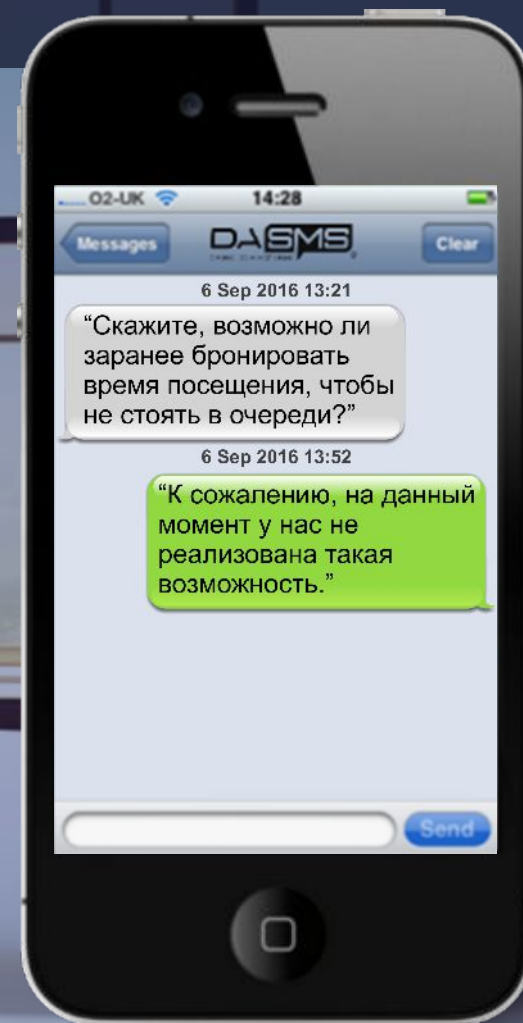 O2-UK 14:28
Messages DASMS Clear
6 Sep 2016 13:21
“Скажите, возможно ли
заранее бронировать
время посещения, чтобы
не стоять в очереди?”
6 Sep 2016 13:52
“К сожалению, на данный
момент у нас не
реализована такая
возможность.”
Send